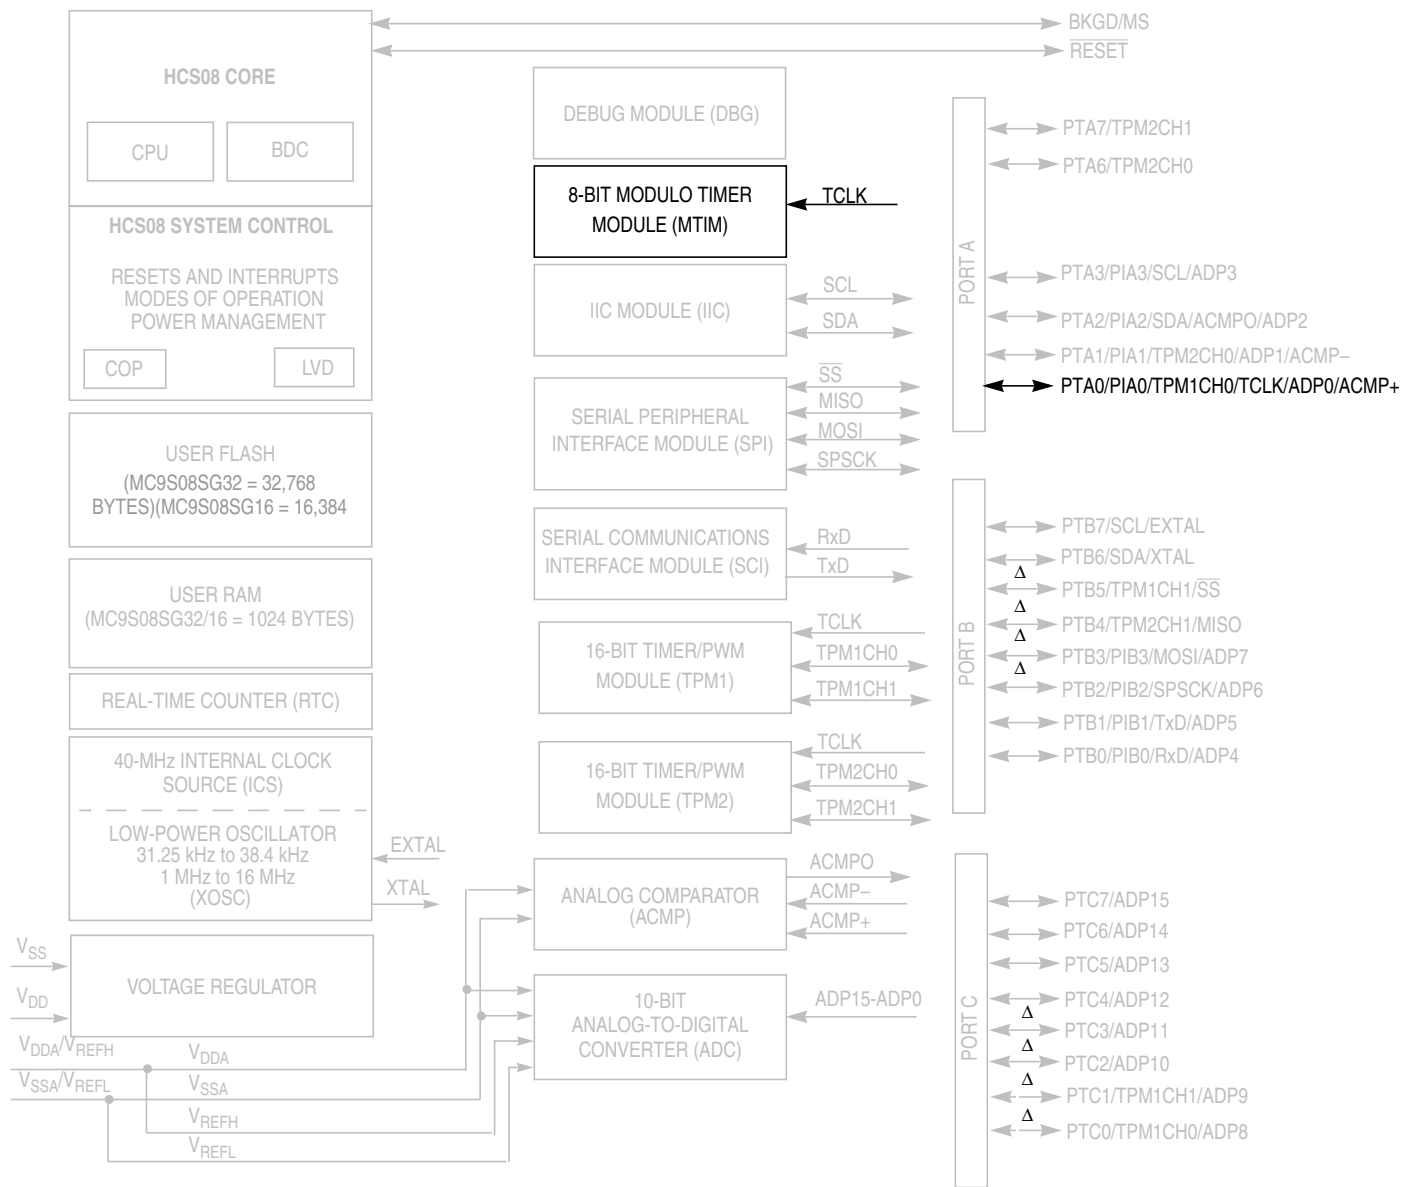 BKGD/MS
RESET
HCS08 CORE
CPU
BDC
HCS08 SYSTEM CONTROL
RESETS AND INTERRUPTS
MODES OF OPERATION
POWER MANAGEMENT
COP
LVD
USER FLASH
(MC9S08SG32 = 32,768
BYTES)(MC9S08SG16 = 16,384
USER RAM
(MC9S08SG32/16 = 1024 BYTES)
REAL-TIME COUNTER (RTC)
40-MHz INTERNAL CLOCK
SOURCE (ICS)
LOW-POWER OSCILLATOR
31.25 kHz to 38.4 kHz
1 MHz to 16 MHz
(XOSC)
EXTAL
XTAL
VSS
VDD
VOLTAGE REGULATOR
VDDA/VREFH
VSSA/VREFL
VDDA
VSSA
VREFH
VREFL
DEBUG MODULE (DBG)
8-BIT MODULO TIMER
MODULE (MTIM)
TCLK
IIC MODULE (IIC)
SCL
SDA
SERIAL PERIPHERAL
INTERFACE MODULE (SPI)
SS
MISO
MOSI
SPSCK
SERIAL COMMUNICATIONS
INTERFACE MODULE (SCI)
RxD
TxD
16-BIT TIMER/PWM
MODULE (TPM1)
TCLK
TPM1CH0
TPM1CH1
16-BIT TIMER/PWM
MODULE (TPM2)
TCLK
TPM2CH0
TPM2CH1
ANALOG COMPARATOR
(ACMP)
ACMPO
ACMP–
ACMP+
10-BIT
ANALOG-TO-DIGITAL
CONVERTER (ADC)
ADP15-ADP0
PORT A
PTA7/TPM2CH1
PTA6/TPM2CH0
PTA3/PIA3/SCL/ADP3
PTA2/PIA2/SDA/ACMPO/ADP2
PTA1/PIA1/TPM2CH0/ADP1/ACMP–
PTA0/PIA0/TPM1CH0/TCLK/ADP0/ACMP+
PORT B
PTB7/SCL/EXTAL
PTB6/SDA/XTAL
Δ
PTB5/TPM1CH1/SS
Δ
PTB4/TPM2CH1/MISO
Δ
PTB3/PIB3/MOSI/ADP7
Δ
PTB2/PIB2/SPSCK/ADP6
PTB1/PIB1/TxD/ADP5
PTB0/PIB0/RxD/ADP4
PORT C
PTC7/ADP15
PTC6/ADP14
PTC5/ADP13
PTC4/ADP12
Δ
PTC3/ADP11
Δ
PTC2/ADP10
Δ
PTC1/TPM1CH1/ADP9
Δ
PTC0/TPM1CH0/ADP8